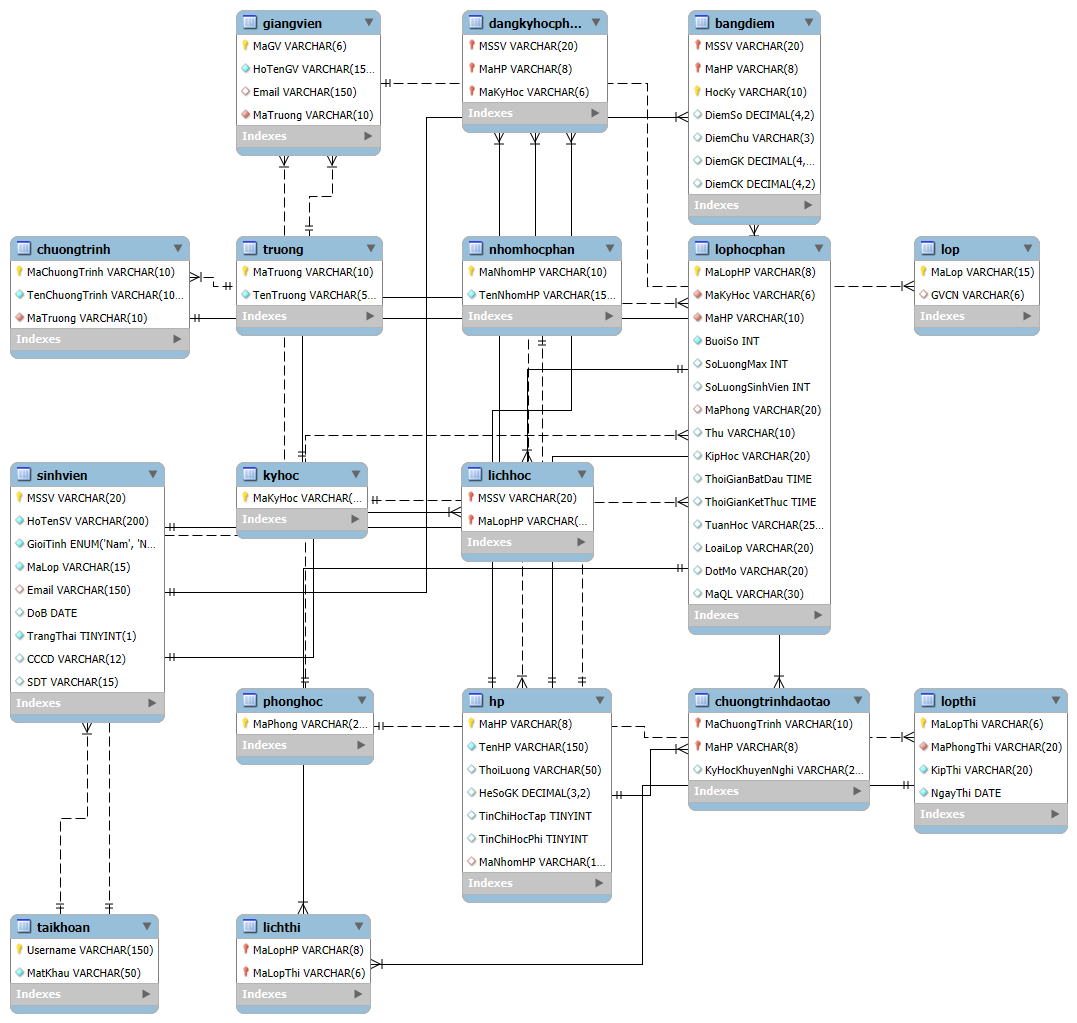 giangvien
MaGV VARCHAR(6)
HoTenGV VARCHAR(15...
Email VARCHAR(150)
MaTruong VARCHAR(10)
Indexes
dangkyhocph...
MSSV VARCHAR(20)
MaHP VARCHAR(8)
MaKyHoc VARCHAR(6)
Indexes
bangdiem
MSSV VARCHAR(20)
MaHP VARCHAR(8)
HocKy VARCHAR(10)
DiemSo DECIMAL(4,2)
DiemChu VARCHAR(3)
DiemGK DECIMAL(4,...
DiemCK DECIMAL(4,2)
Indexes
chuongtrinh
MaChuongTrinh VARCHAR(10)
TenChuongTrinh VARCHAR(10...
MaTruong VARCHAR(10)
Indexes
truong
MaTruong VARCHAR(10)
TenTruong VARCHAR(5...
Indexes
nhomhocphan
MaNhomHP VARCHAR(10)
TenNhomHP VARCHAR(15...
Indexes
lophocphan
MaLopHP VARCHAR(8)
MaKyHoc VARCHAR(6)
MaHP VARCHAR(10)
BuoiSo INT
SoLuongMax INT
SoLuongSinhVien INT
MaPhong VARCHAR(20)
Thu VARCHAR(10)
KipHoc VARCHAR(20)
ThoiGianBatDau TIME
ThoiGianKetThuc TIME
TuanHoc VARCHAR(25...
LoaiLop VARCHAR(20)
DotMo VARCHAR(20)
MaQL VARCHAR(30)
Indexes
lop
MaLop VARCHAR(15)
GVCN VARCHAR(6)
Indexes
sinhvien
MSSV VARCHAR(20)
HoTenSV VARCHAR(200)
GioiTinh ENUM('Nam', 'N...
MaLop VARCHAR(15)
Email VARCHAR(150)
DoB DATE
TrangThai TINYINT(1)
CCCD VARCHAR(12)
SDT VARCHAR(15)
Indexes
kyhoc
MaKyHoc VARCHAR(...
Indexes
lichhoc
MSSV VARCHAR(20)
MaLopHP VARCHAR(...
Indexes
phonghoc
MaPhong VARCHAR(2...
Indexes
hp
MaHP VARCHAR(8)
TenHP VARCHAR(150)
ThoiLuong VARCHAR(50)
HeSoGK DECIMAL(3,2)
TinChiHocTap TINYINT
TinChiHocPhi TINYINT
MaNhomHP VARCHAR(1...
Indexes
chuongtrinhdaotao
MaChuongTrinh VARCHAR(10)
MaHP VARCHAR(8)
KyHocKhuyenNghi VARCHAR(2...
Indexes
lopthi
MaLopThi VARCHAR(6)
MaPhongThi VARCHAR(20)
KipThi VARCHAR(20)
NgayThi DATE
Indexes
taikhoan
Username VARCHAR(150)
MatKhau VARCHAR(50)
Indexes
lichthi
MaLopHP VARCHAR(8)
MaLopThi VARCHAR(6)
Indexes